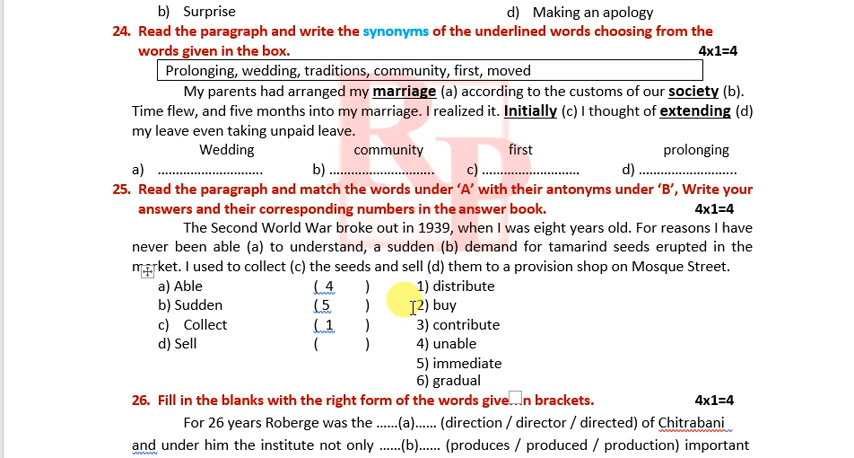 b) Surprise d) Making an apology
24. Read the paragraph and write the synonyms of the underlined words choosing from the
words given in the box. 4x1=4
Prolonging, wedding, traditions, community, first, moved
My parents had arranged my marriage (a) according to the customs of our society (b).
Time flew, and five months into my marriage. I realized it. Initially (c) I thought of extending (d)
my leave even taking unpaid leave.
Wedding community first prolonging
a) .............................. b).............................. c)............................ d)............................
25. Read the paragraph and match the words under ‘A’ with their antonyms under ‘B’, Write your
answers and their corresponding numbers in the answer book. 4x1=4
The Second World War broke out in 1939, when I was eight years old. For reasons I have
never been able (a) to understand, a sudden (b) demand for tamarind seeds erupted in the
market. I used to collect (c) the seeds and sell (d) them to a provision shop on Mosque Street.
a) Able ( 4 ) 1) distribute
b) Sudden ( 5 ) 2) buy
c) Collect ( 1 ) 3) contribute
d) Sell ( ) 4) unable
5) immediate
6) gradual
26. Fill in the blanks with the right form of the words given in brackets. 4x1=4
For 26 years Roberge was the ......(a)...... (direction / director / directed) of Chitrabani
and under him the institute not only ......(b)...... (produces / produced / production) important
RP